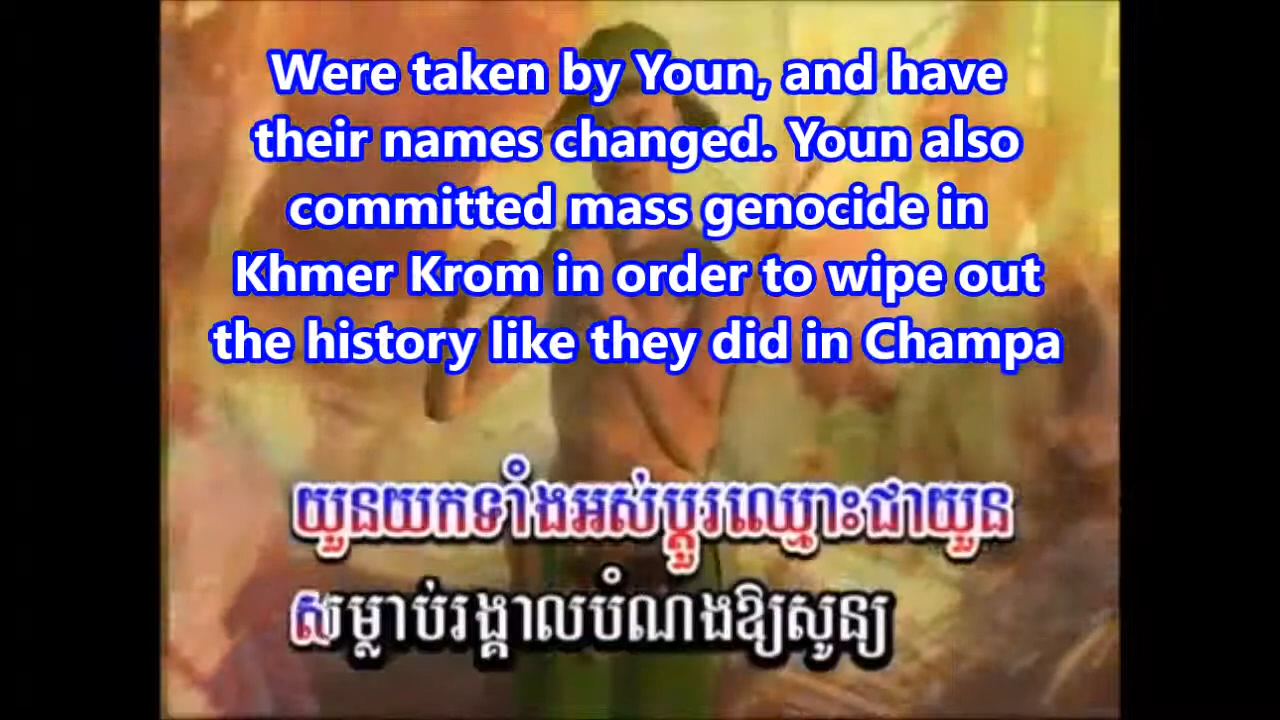 Were taken by Youn, and have
their names changed. Youn also
committed mass genocide in
Khmer Krom in order to wipe out
the history like they did in Champa
យួនយកទាំងអស់ប្ដូរឈ្មោះជាយួន
សម្លាប់រង្គាលបំណងឱ្យសូន្យ